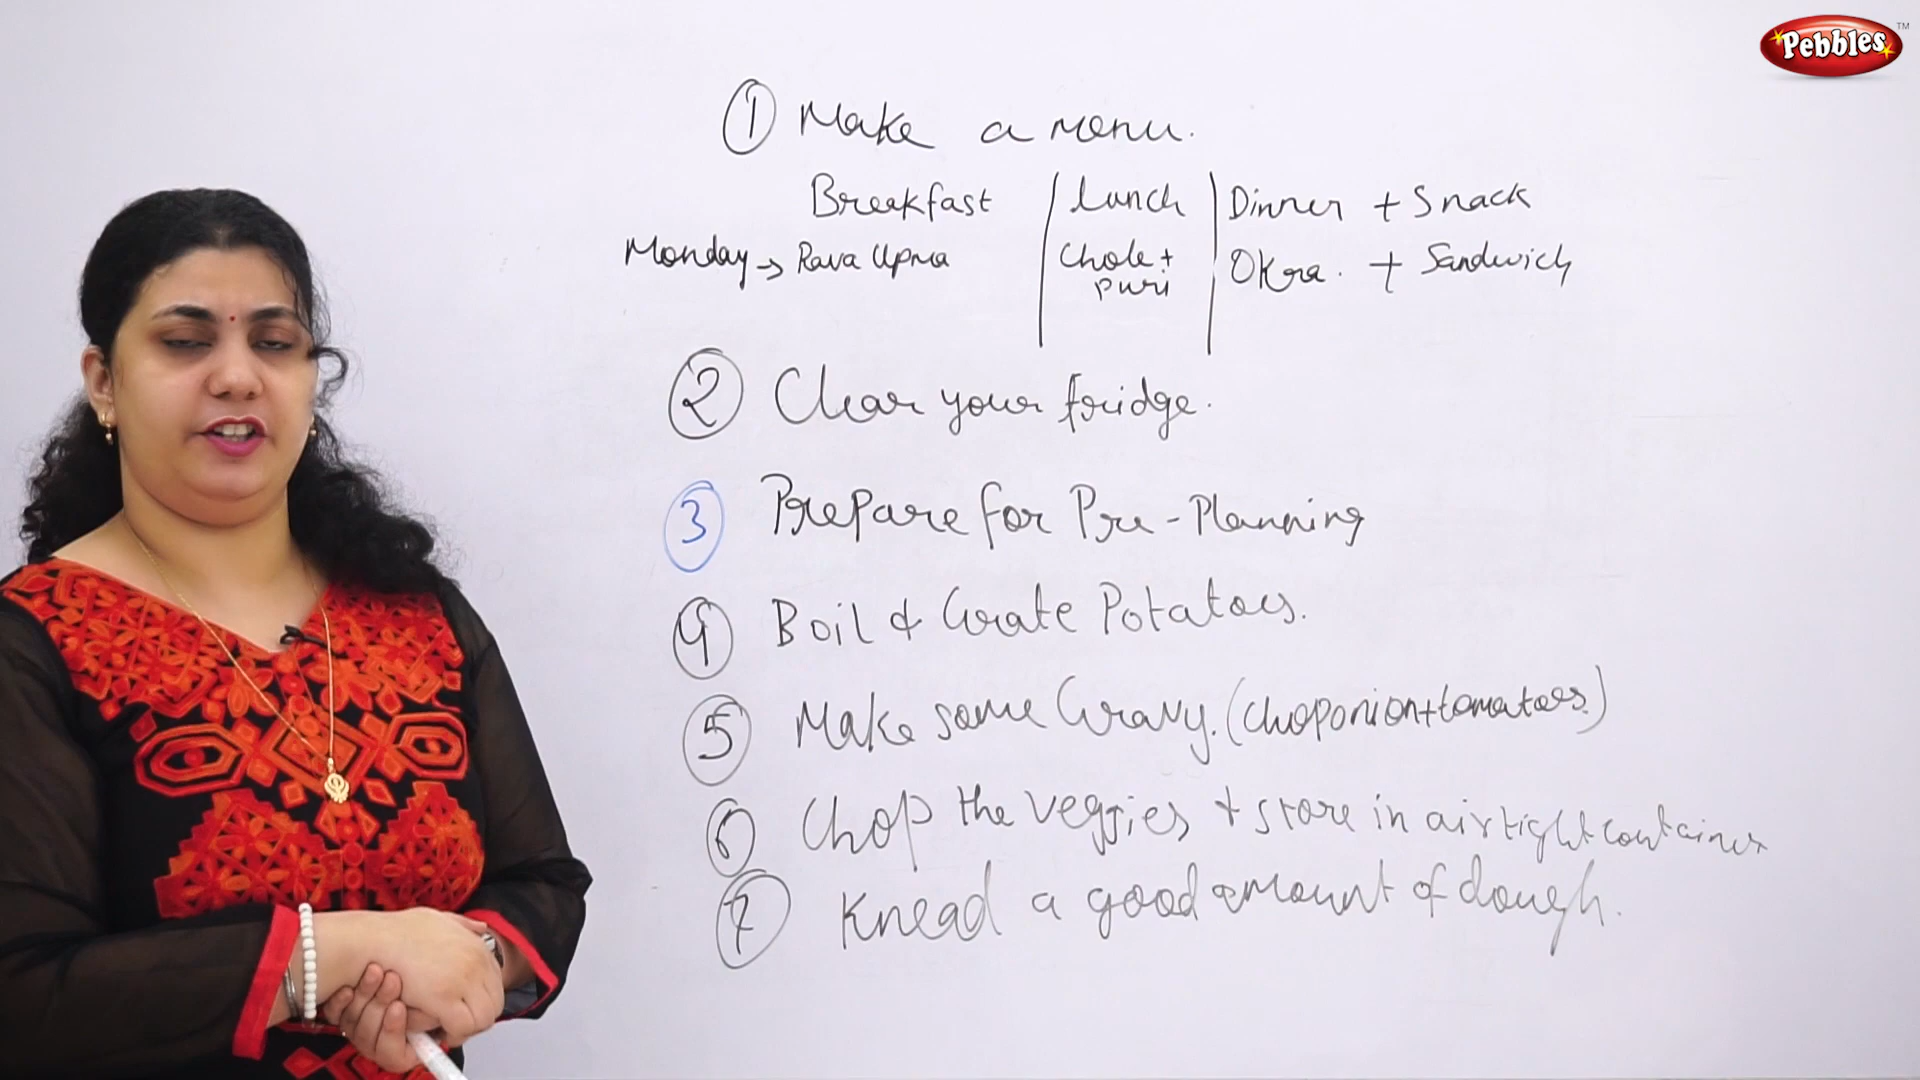 Pebbles™
① Make a menu.
Breakfast | Lunch | Dinner + Snack
Monday → Rava Upma | Chole + | Okra. + Sandwich
puri
② Clear your fridge.
③ Prepare for Pre-Planning
④ Boil & Grate Potatoes.
⑤ Make some Gravy. (chop onion + tomatoes.)
⑥ Chop the veggies + store in airtight container
⑦ Knead a good amount of dough.